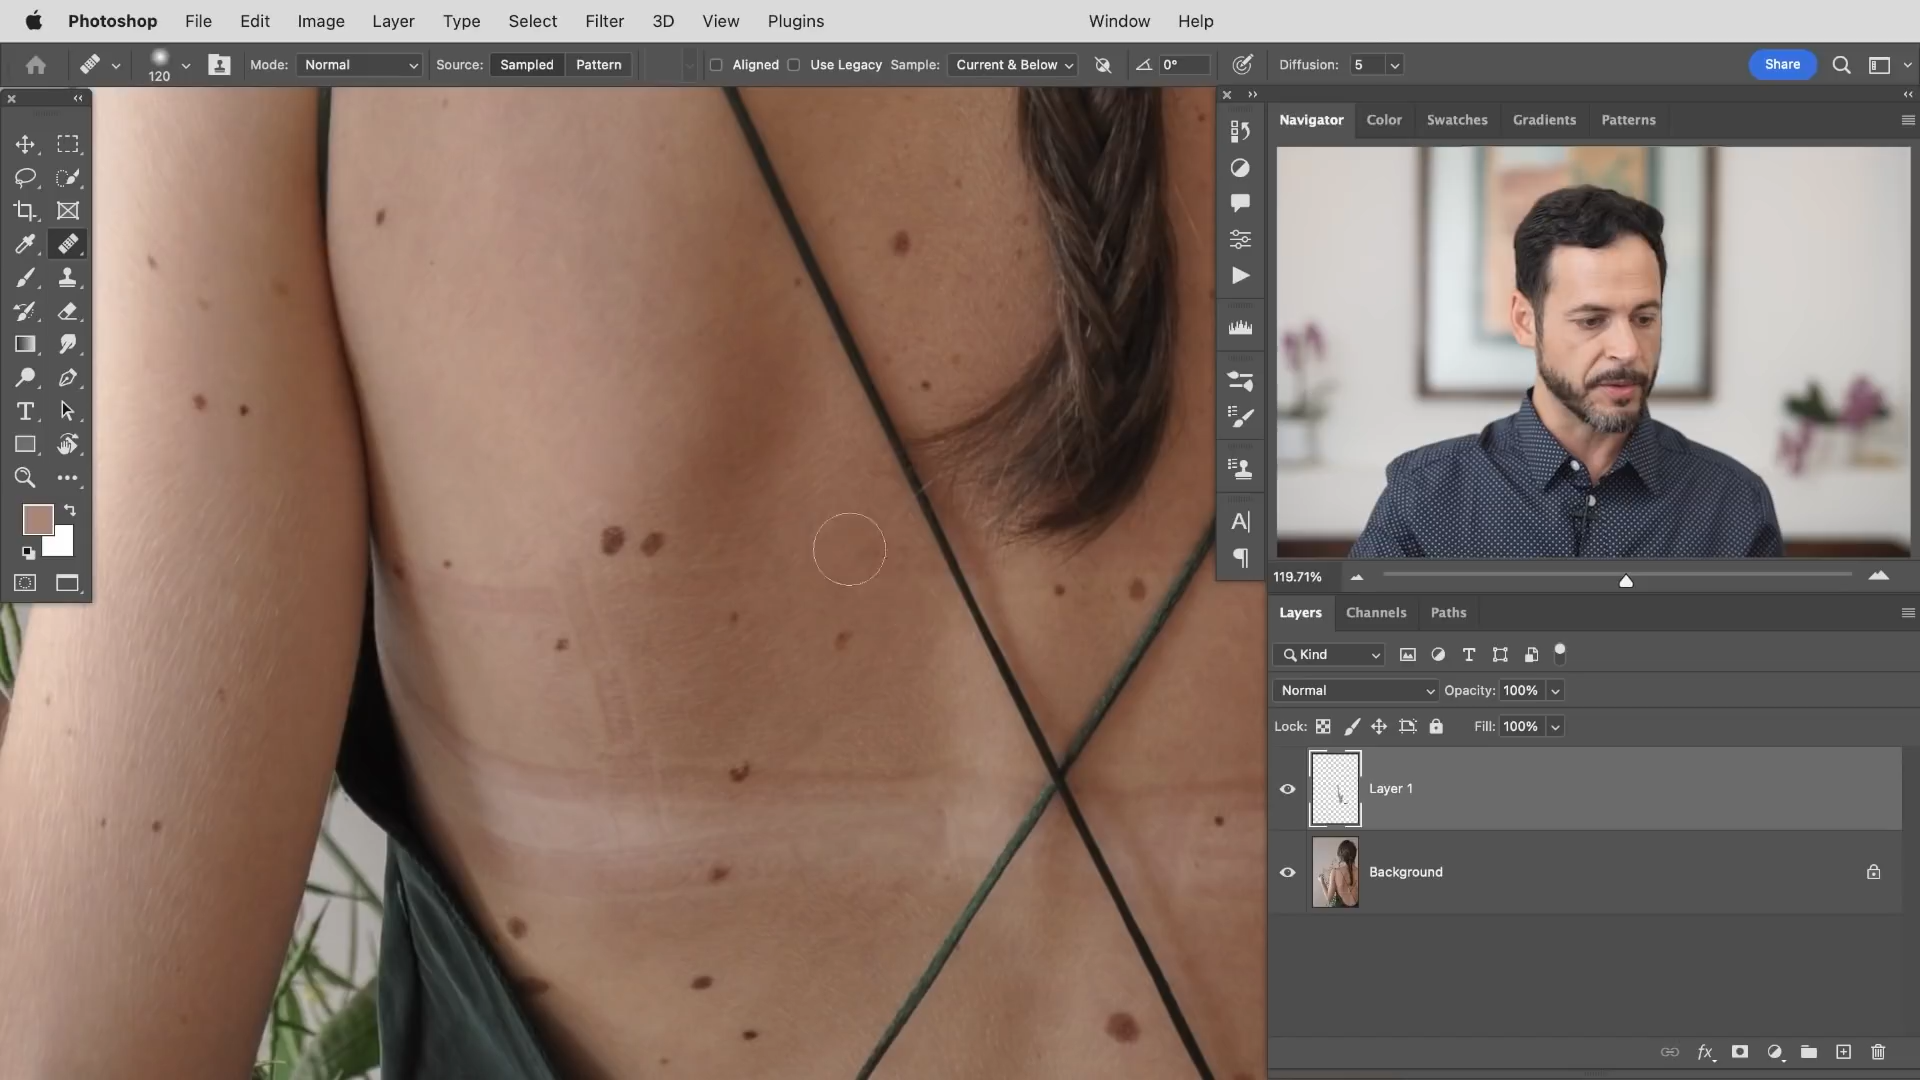 Photoshop File Edit Image Layer Type Select Filter 3D View Plugins Window Help
120 Mode: Normal Source: Sampled Pattern Aligned Use Legacy Sample: Current & Below 0° Diffusion: 5 Share
Navigator Color Swatches Gradients Patterns
119.71%
Layers Channels Paths
Kind
Normal Opacity: 100%
Lock: Fill: 100%
Layer 1
Background